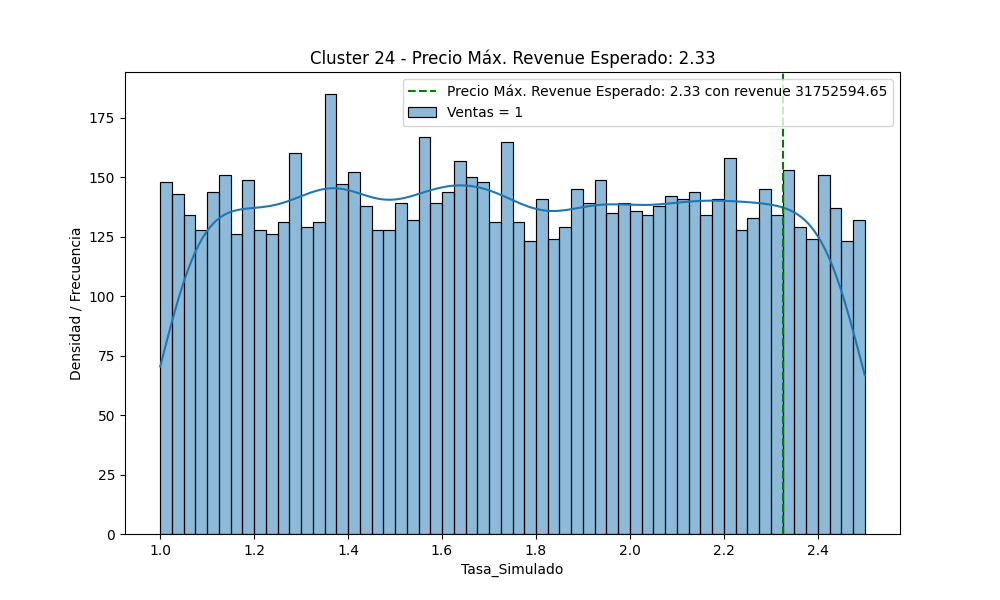 Cluster 24 - Precio Máx. Revenue Esperado: 2.33
Precio Máx. Revenue Esperado: 2.33 con revenue 31752594.65
Ventas = 1
Densidad / Frecuencia
175
150
125
100
75
50
25
0
1.0 1.2 1.4 1.6 1.8 2.0 2.2 2.4
Tasa_Simulado